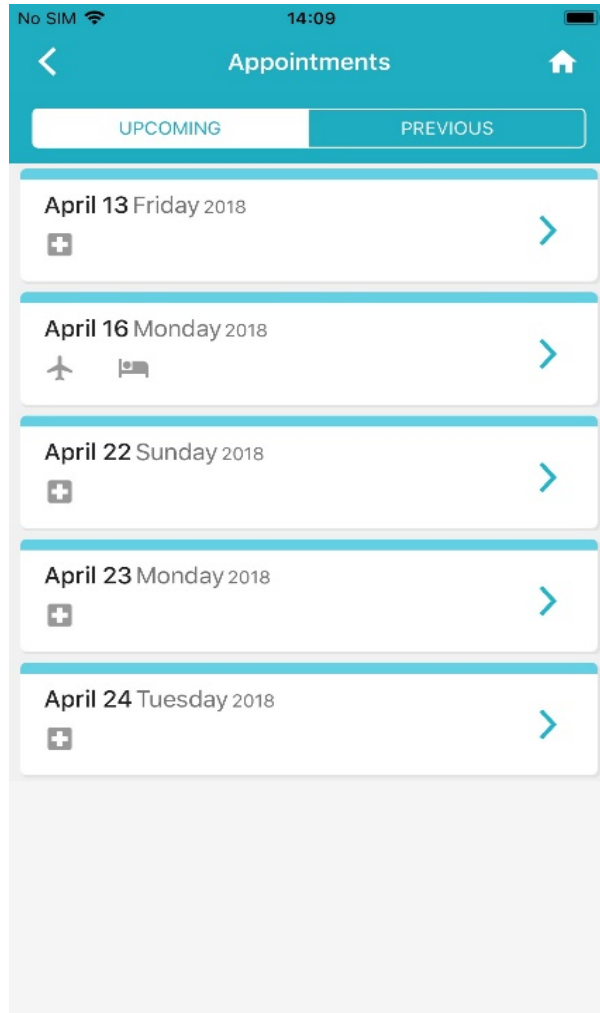 No SIM 14:09
Appointments
UPCOMING PREVIOUS
April 13 Friday 2018
April 16 Monday 2018
April 22 Sunday 2018
April 23 Monday 2018
April 24 Tuesday 2018